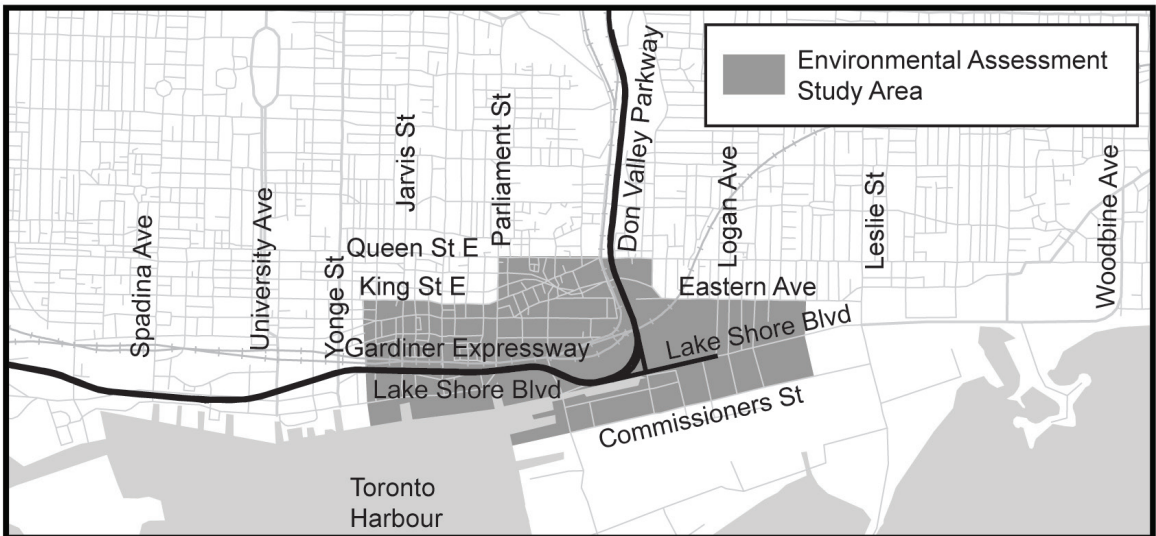 Environmental Assessment
Study Area
Spadina Ave
University Ave
Yonge St
Jarvis St
Parliament St
Don Valley Parkway
Logan Ave
Leslie St
Woodbine Ave
Queen St E
King St E
Eastern Ave
Gardiner Expressway
Lake Shore Blvd
Lake Shore Blvd
Commissioners St
Toronto
Harbour